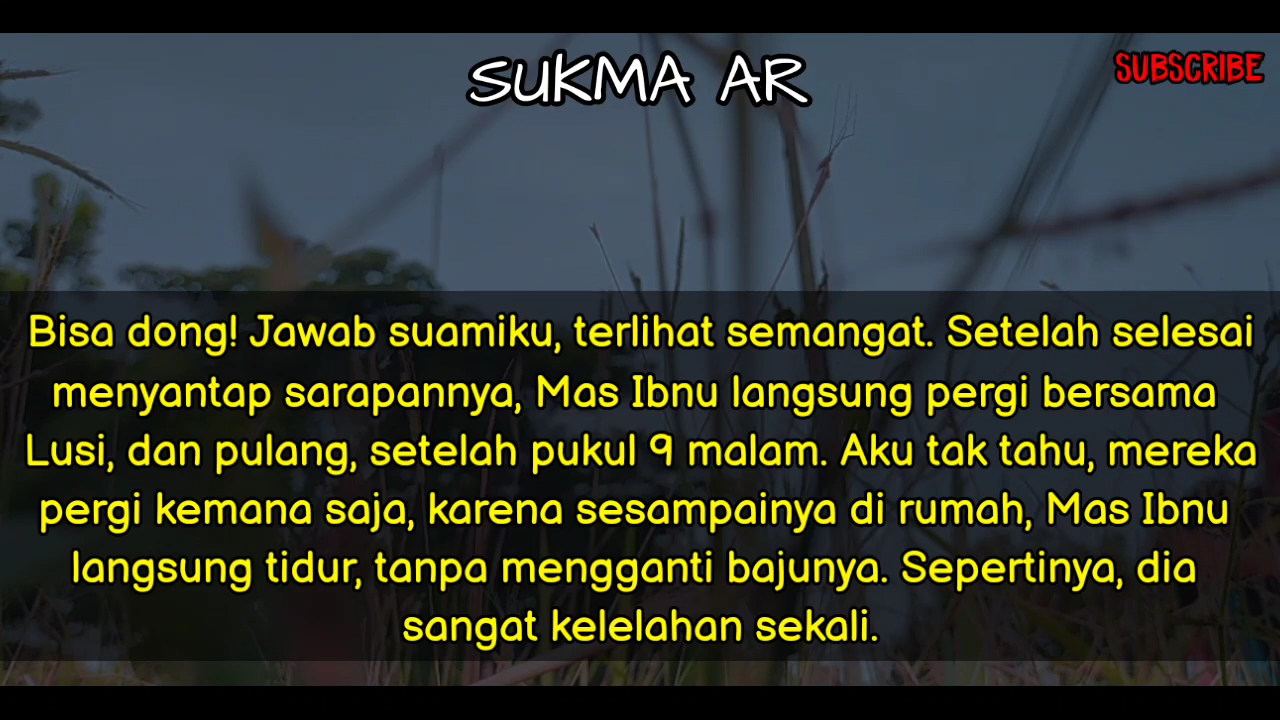 SUKMA AR
SUBSCRIBE
Bisa dong! Jawab suamiku, terlihat semangat. Setelah selesai
menyantap sarapannya, Mas Ibnu langsung pergi bersama
Lusi, dan pulang, setelah pukul 9 malam. Aku tak tahu, mereka
pergi kemana saja, karena sesampainya di rumah, Mas Ibnu
langsung tidur, tanpa mengganti bajunya. Sepertinya, dia
sangat kelelahan sekali.